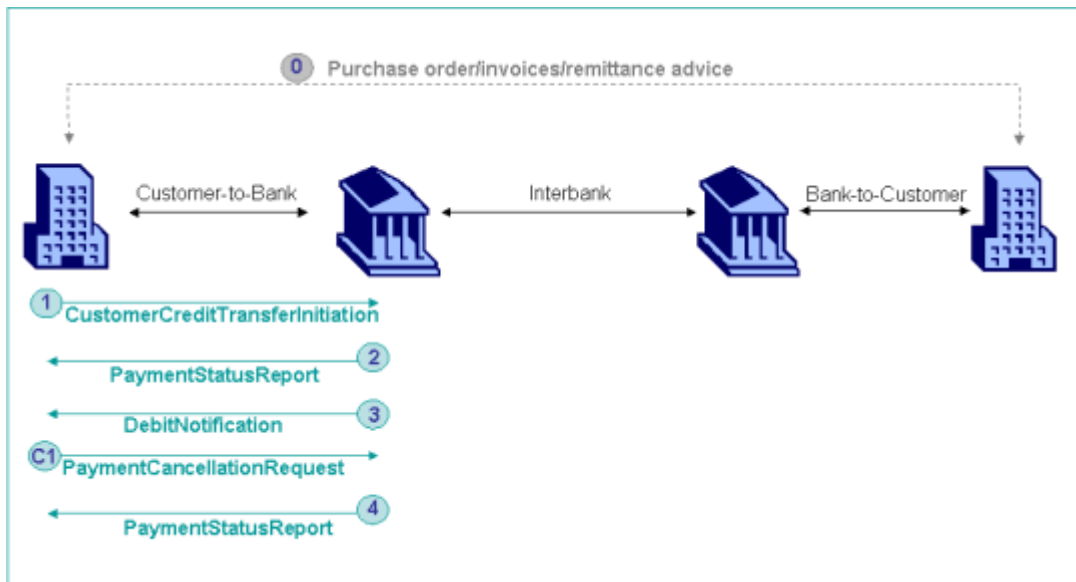 0 Purchase order/invoices/remittance advice
Customer-to-Bank
Interbank
Bank-to-Customer
1
CustomerCreditTransferInitiation
2
PaymentStatusReport
3
DebitNotification
C1
PaymentCancellationRequest
4
PaymentStatusReport